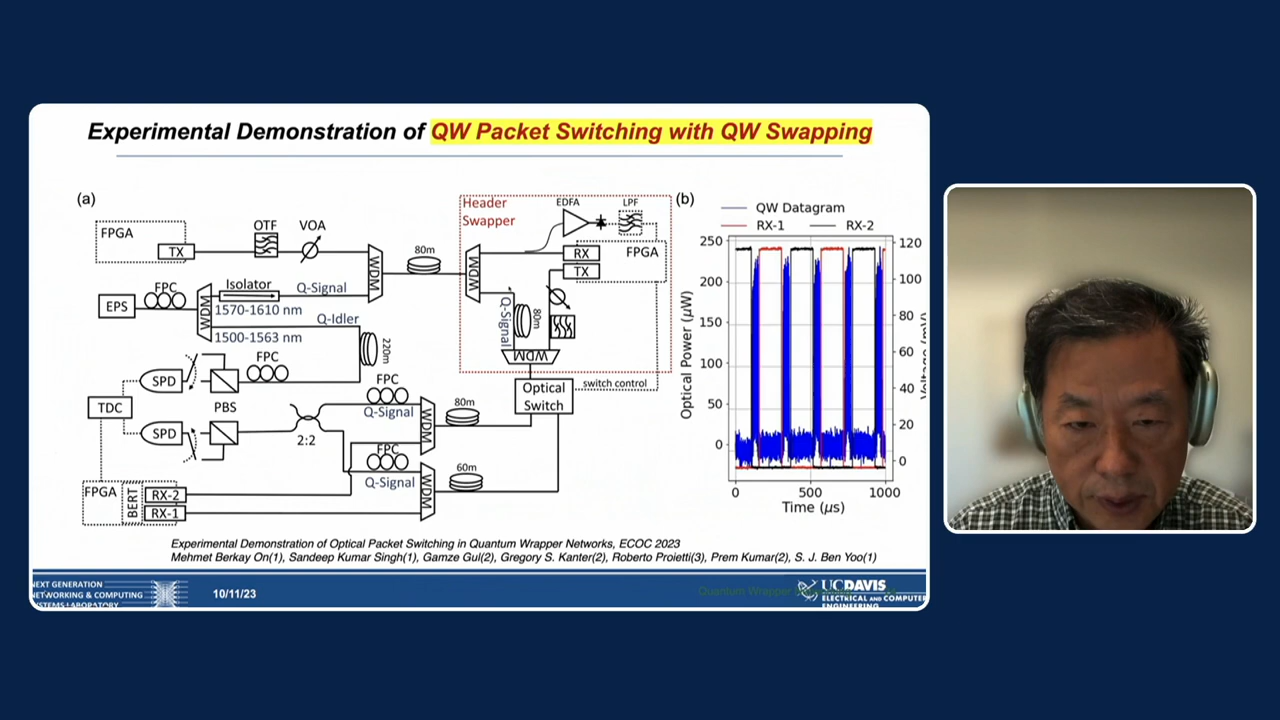 Experimental Demonstration of QW Packet Switching with QW Swapping
(a)
FPGA
TX
OTF
VOA
WDM
80m
EPS
FPC
WDM
Isolator
Q-Signal
1570-1610 nm
Q-Idler
1500-1563 nm
220m
FPC
SPD
TDC
PBS
SPD
2:2
FPC
Q-Signal
WDM
80m
FPC
Q-Signal
WDM
60m
FPGA
BERT
RX-2
RX-1
Header
Swapper
EDFA
LPF
WDM
RX
TX
FPGA
Q-Signal
80m
WDM
Optical
Switch
switch control
(b)
QW Datagram
RX-1
RX-2
Optical Power (μW)
250
200
150
100
50
0
120
100
80
60
40
20
0
0
500
1000
Time (μs)
Experimental Demonstration of Optical Packet Switching in Quantum Wrapper Networks, ECOC 2023
Mehmet Berkay On(1), Sandeep Kumar Singh(1), Gamze Gul(2), Gregory S. Kanter(2), Roberto Proietti(3), Prem Kumar(2), S. J. Ben Yoo(1)
NEXT GENERATION
NETWORKING & COMPUTING
SYSTEMS LABORATORY
10/11/23
Quantum Wrapper
UCDAVIS
ELECTRICAL AND COMPUTER
ENGINEERING